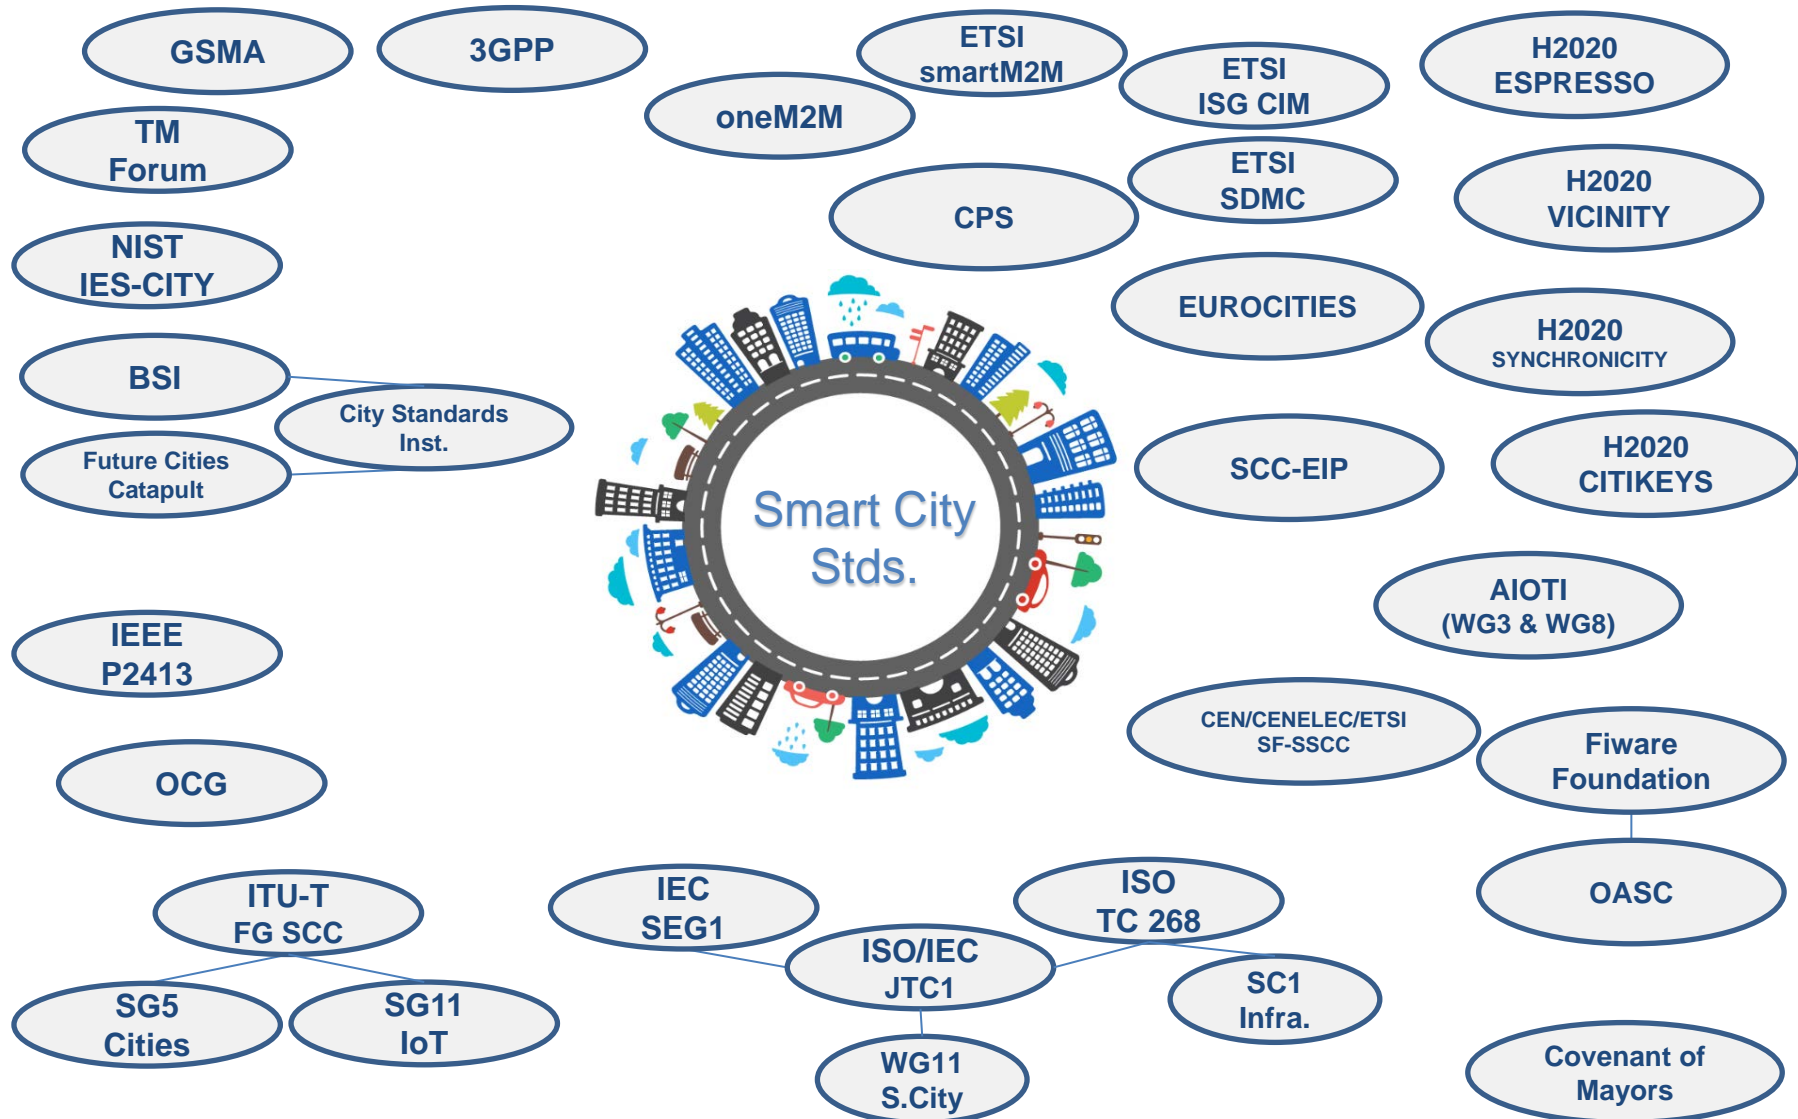 GSMA
3GPP
ETSI
smartM2M
oneM2M
ETSI
ISG CIM
H2020
ESPRESSO
TM
Forum
ETSI
SDMC
H2020
VICINITY
CPS
NIST
IES-CITY
EUROCITIES
H2020
SYNCHRONICITY
BSI
City Standards
Inst.
Future Cities
Catapult
SCC-EIP
H2020
CITIKEYS
Smart City
Stds.
AIOTI
(WG3 & WG8)
IEEE
P2413
CEN/CENELEC/ETSI
SF-SSCC
Fiware
Foundation
OCG
ITU-T
FG SCC
IEC
SEG1
ISO
TC 268
OASC
ISO/IEC
JTC1
SC1
Infra.
SG5
Cities
SG11
IoT
WG11
S.City
Covenant of
Mayors